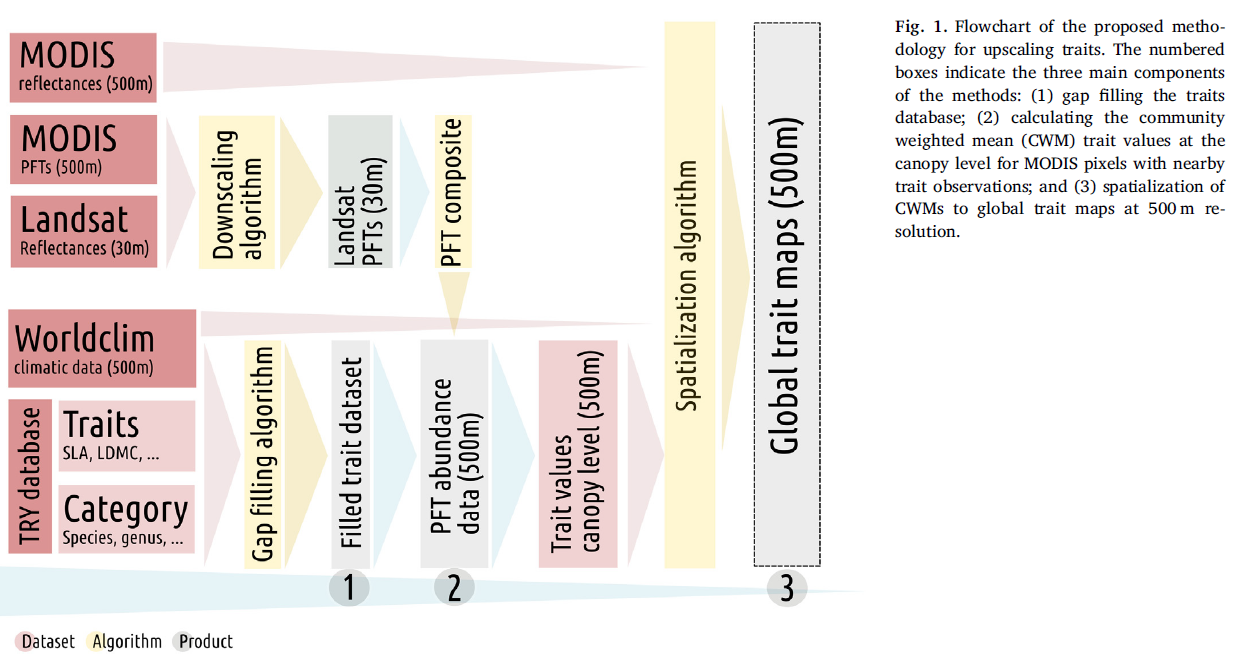 MODIS
reflectances (500m)
MODIS
PFTs (500m)
Landsat
Reflectances (30m)
Downscaling
algorithm
Landsat
PFTs (30m)
PFT composite
Worldclim
climatic data (500m)
TRY database
Traits
SLA, LDMC, ...
Category
Species, genus, ...
Gap filling algorithm
Filled trait dataset
PFT abundance
data (500m)
Trait values
canopy level (500m)
Spatialization algorithm
Global trait maps (500m)
1
2
3
Dataset
Algorithm
Product
Fig. 1. Flowchart of the proposed metho-
dology for upscaling traits. The numbered
boxes indicate the three main components
of the methods: (1) gap filling the traits
database; (2) calculating the community
weighted mean (CWM) trait values at the
canopy level for MODIS pixels with nearby
trait observations; and (3) spatialization of
CWMs to global trait maps at 500 m re-
solution.